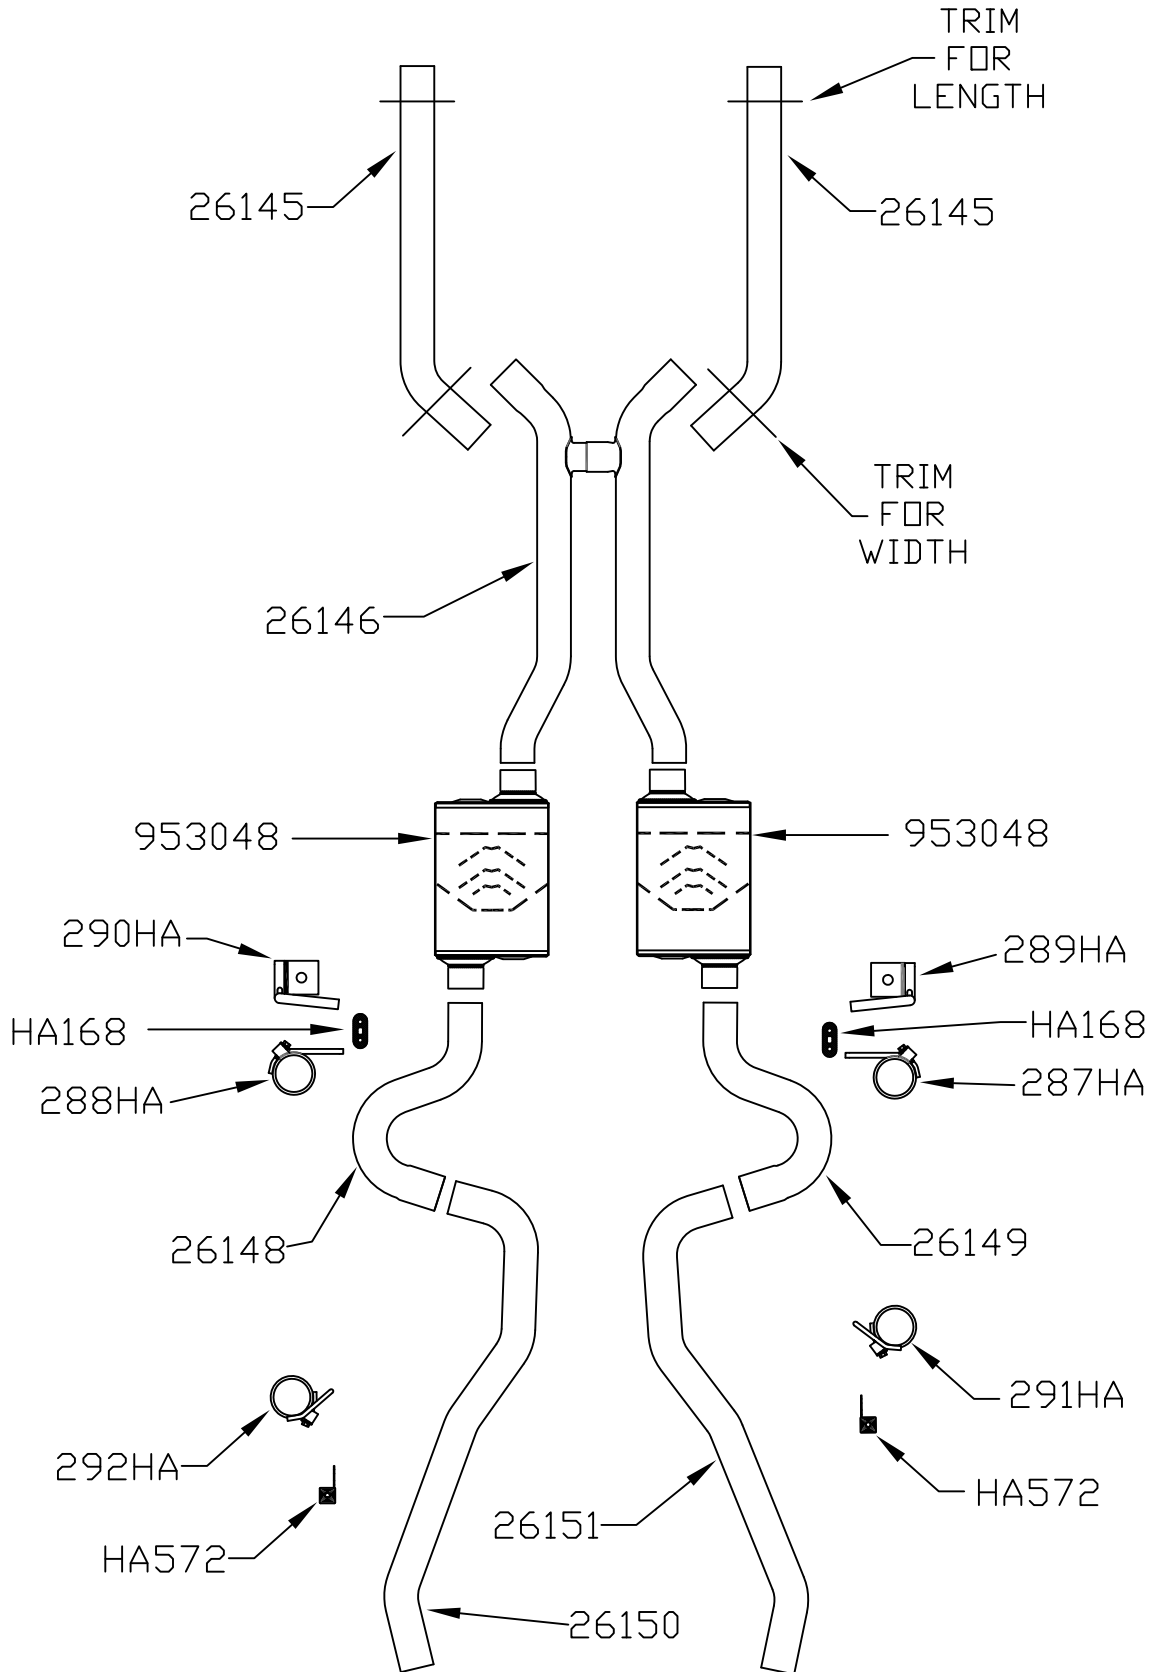 TRIM
FOR
LENGTH
26145
26145
TRIM
FOR
WIDTH
26146
953048
953048
290HA
289HA
HA168
HA168
288HA
287HA
26148
26149
291HA
292HA
HA572
26151
HA572
26150